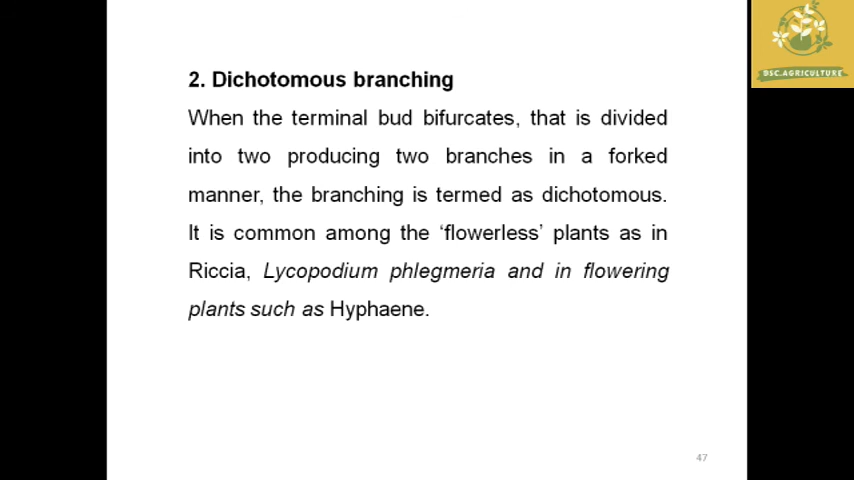 DSC.AGRICULTURE
2. Dichotomous branching
When the terminal bud bifurcates, that is divided
into two producing two branches in a forked
manner, the branching is termed as dichotomous.
It is common among the ‘flowerless’ plants as in
Riccia, Lycopodium phlegmeria and in flowering
plants such as Hyphaene.
47